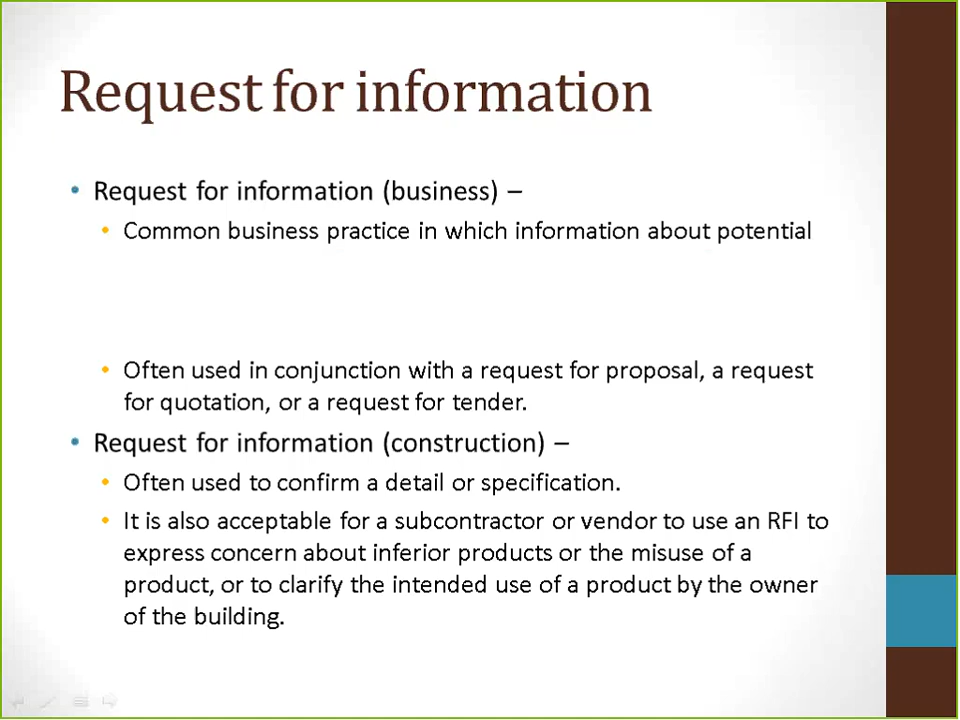 Request for information
• Request for information (business) –
• Common business practice in which information about potential
• Often used in conjunction with a request for proposal, a request
for quotation, or a request for tender.
• Request for information (construction) –
• Often used to confirm a detail or specification.
• It is also acceptable for a subcontractor or vendor to use an RFI to
express concern about inferior products or the misuse of a
product, or to clarify the intended use of a product by the owner
of the building.